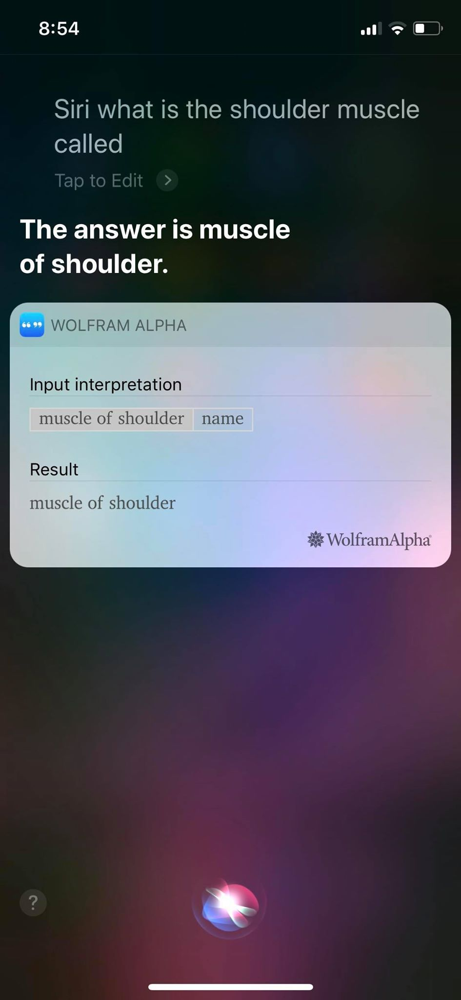 8:54
Siri what is the shoulder muscle
called
Tap to Edit
The answer is muscle
of shoulder.
WOLFRAM ALPHA
Input interpretation
muscle of shoulder name
Result
muscle of shoulder
WolframAlpha
?